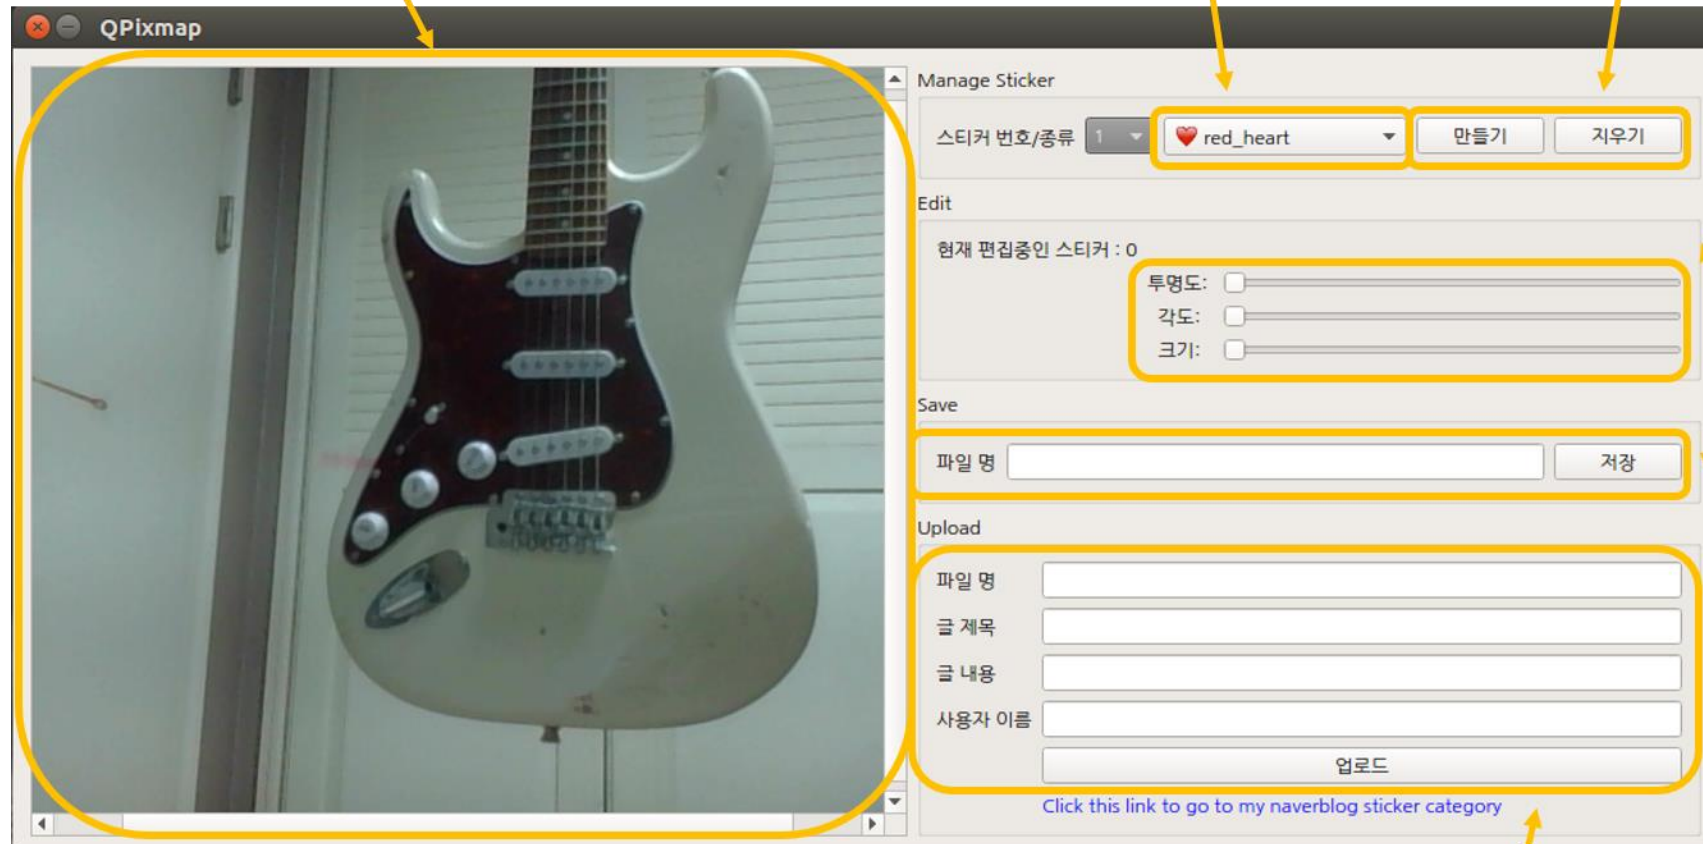 QPixmap
Manage Sticker
스티커 번호/종류 1 red_heart 만들기 지우기
Edit
현재 편집중인 스티커 : 0
투명도:
각도:
크기:
Save
파일 명 저장
Upload
파일 명
글 제목
글 내용
사용자 이름
업로드
Click this link to go to my naverblog sticker category